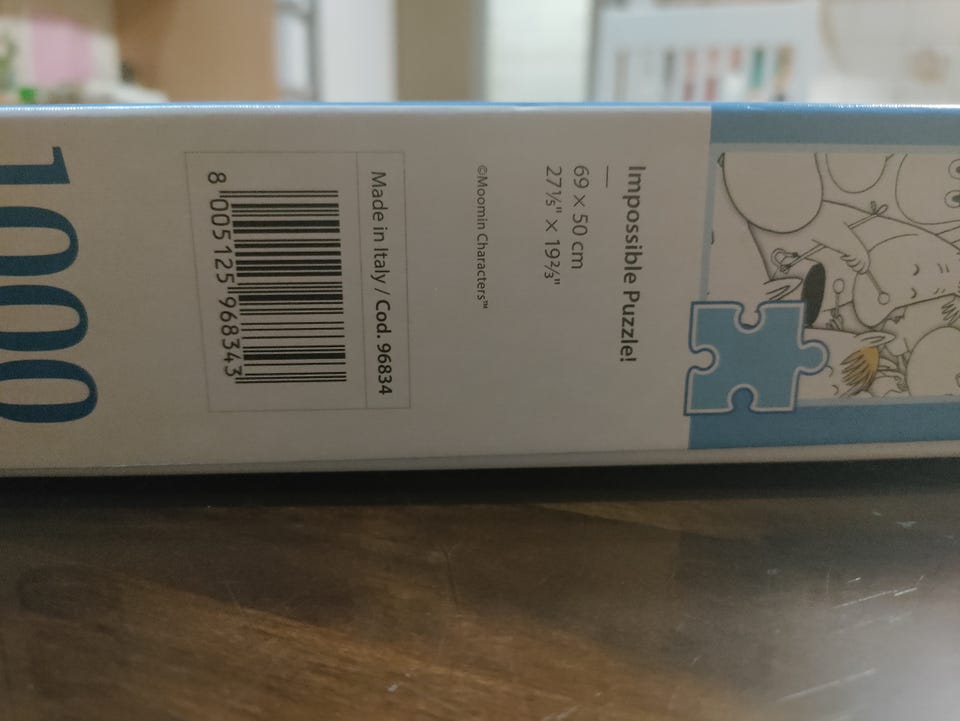 Impossible Puzzle!
—
69 x 50 cm
27⅕" x 19⅔"
©Moomin Characters™
Made in Italy / Cod. 96834
8 005125 968343
1000